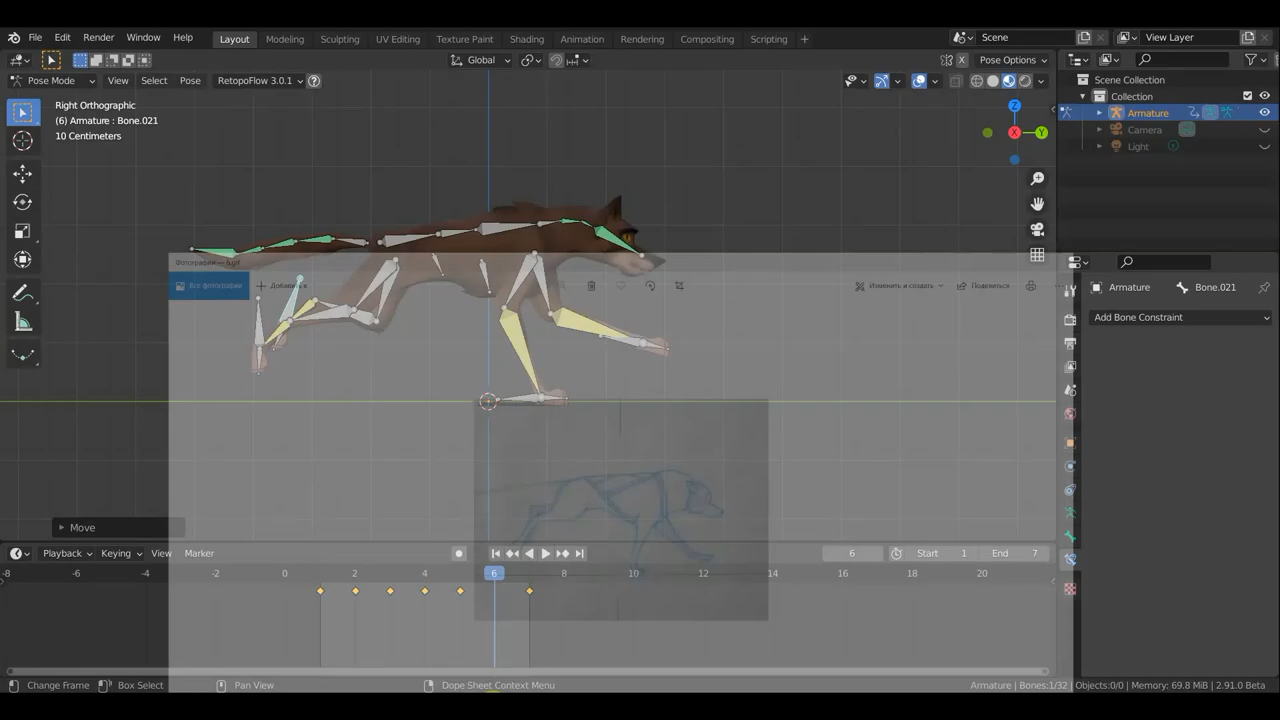 File Edit Render Window Help Layout Modeling Sculpting UV Editing Texture Paint Shading Animation Rendering Compositing Scripting + Scene View Layer
Global X Pose Options
Pose Mode View Select Pose RetopoFlow 3.0.1
Scene Collection
Collection
Armature
Camera
Light
Right Orthographic
(6) Armature : Bone.021
10 Centimeters
Z
X
Y
Фотографии — 6.gif
Все фотографии Добавить в Изменить и создать Поделиться
Armature Bone.021
Add Bone Constraint
Move
Playback Keying View Marker 6 Start 1 End 7
-8 -6 -4 -2 0 2 4 6 8 10 12 14 16 18 20
Change Frame Box Select Pan View Dope Sheet Context Menu Armature | Bones:1/32 | Objects:0/0 | Memory: 69.8 MiB | 2.91.0 Beta